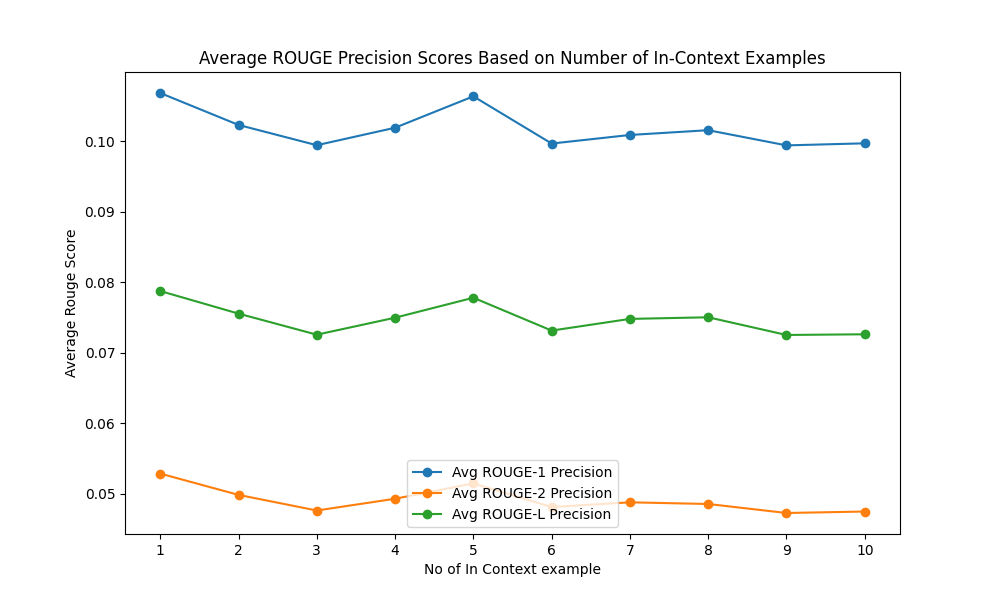 Average ROUGE Precision Scores Based on Number of In-Context Examples
Average Rouge Score
0.10
0.09
0.08
0.07
0.06
0.05
Avg ROUGE-1 Precision
Avg ROUGE-2 Precision
Avg ROUGE-L Precision
1 2 3 4 5 6 7 8 9 10
No of In Context example